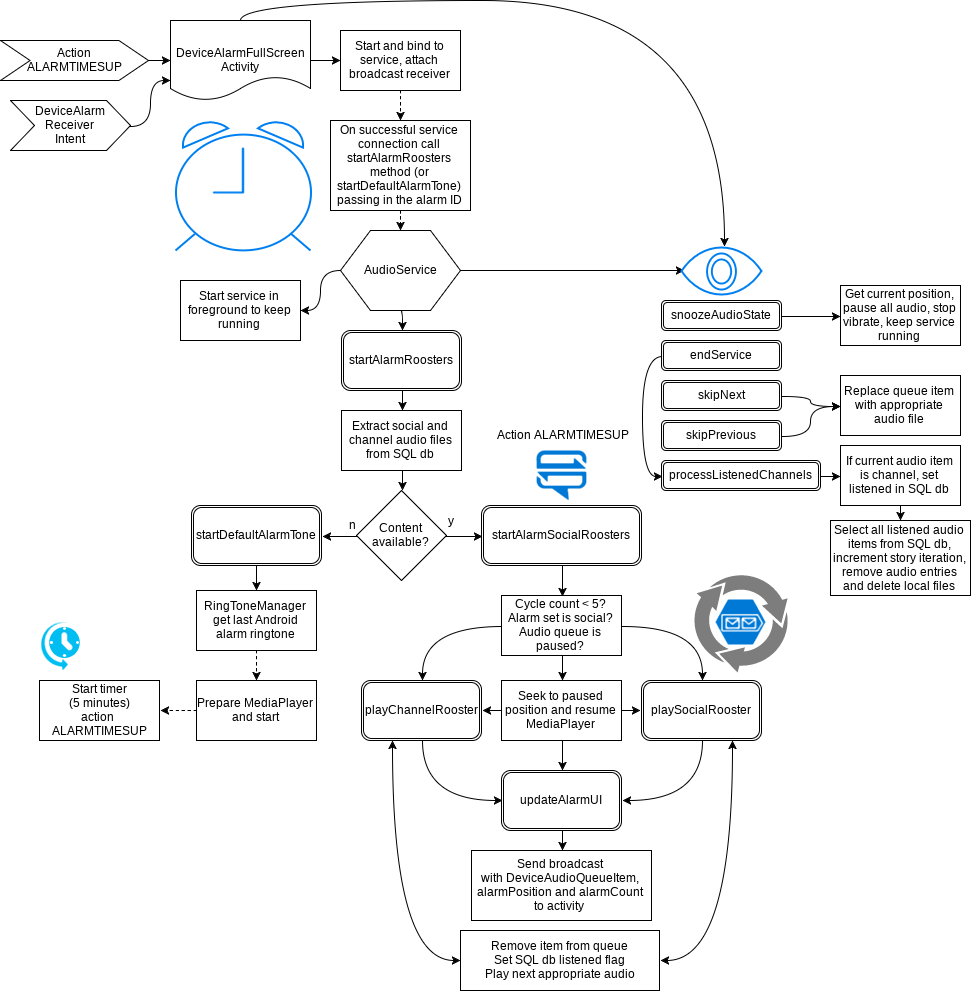 Action
ALARMTIMESUP
DeviceAlarmFullScreen
Activity
Start and bind to
service, attach
broadcast receiver
DeviceAlarm
Receiver
Intent
On successful service
connection call
startAlarmRoosters
method (or
startDefaultAlarmTone)
passing in the alarm ID
AudioService
Start service in
foreground to keep
running
snoozeAudioState
Get current position,
pause all audio, stop
vibrate, keep service
running
endService
startAlarmRoosters
skipNext
Replace queue item
with appropriate
audio file
skipPrevious
Extract social and
channel audio files
from SQL db
Action ALARMTIMESUP
processListenedChannels
If current audio item
is channel, set
listened in SQL db
Select all listened audio
items from SQL db,
increment story iteration,
remove audio entries
and delete local files
startDefaultAlarmTone
n
Content
available?
y
startAlarmSocialRoosters
RingToneManager
get last Android
alarm ringtone
Cycle count < 5?
Alarm set is social?
Audio queue is
paused?
Start timer
(5 minutes)
action
ALARMTIMESUP
Prepare MediaPlayer
and start
playChannelRooster
Seek to paused
position and resume
MediaPlayer
playSocialRooster
updateAlarmUI
Send broadcast
with DeviceAudioQueueItem,
alarmPosition and alarmCount
to activity
Remove item from queue
Set SQL db listened flag
Play next appropriate audio